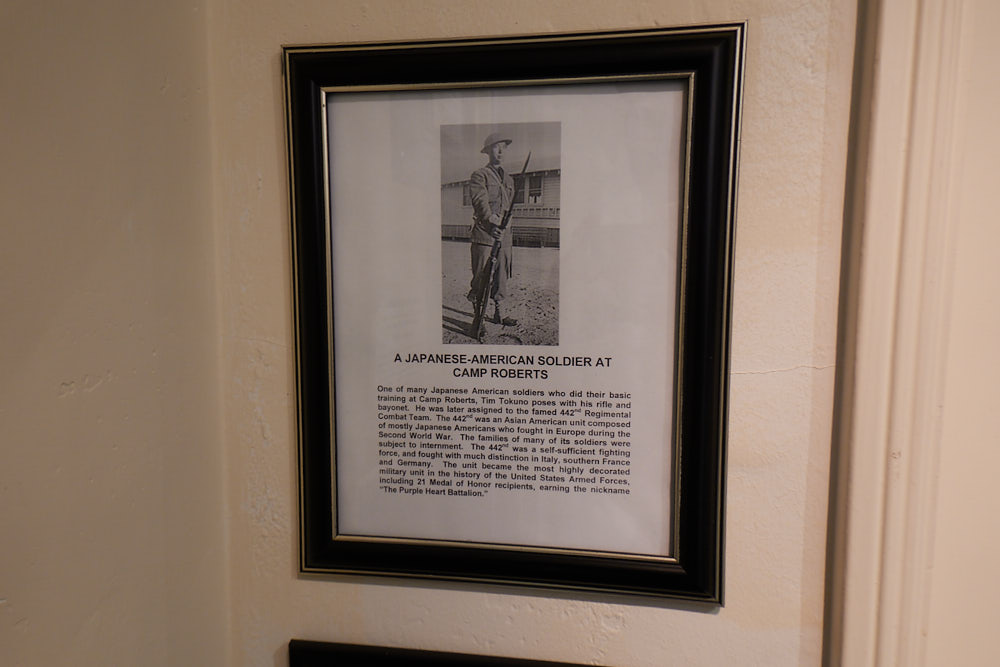 A JAPANESE-AMERICAN SOLDIER AT
CAMP ROBERTS
One of many Japanese American soldiers who did their basic
training at Camp Roberts, Tim Tokuno poses with his rifle and
bayonet. He was later assigned to the famed 442nd Regimental
Combat Team. The 442nd was an Asian American unit composed
of mostly Japanese Americans who fought in Europe during the
Second World War. The families of many of its soldiers were
subject to internment. The 442nd was a self-sufficient fighting
force, and fought with much distinction in Italy, southern France
and Germany. The unit became the most highly decorated
military unit in the history of the United States Armed Forces,
including 21 Medal of Honor recipients, earning the nickname
"The Purple Heart Battalion."